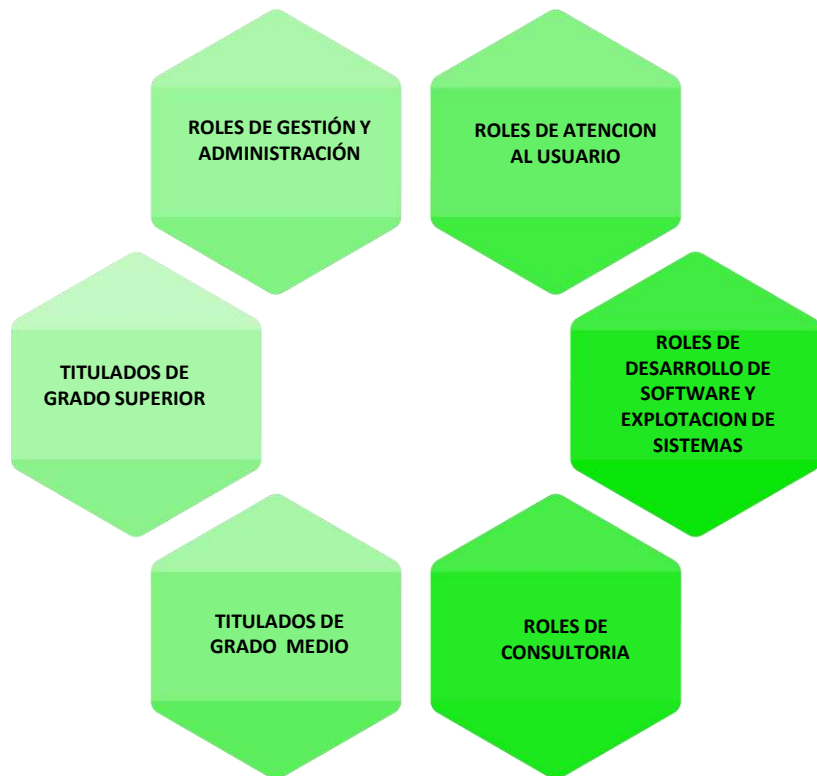 ROLES DE GESTIÓN Y
ADMINISTRACIÓN
ROLES DE ATENCION
AL USUARIO
TITULADOS DE
GRADO SUPERIOR
ROLES DE
DESARROLLO DE
SOFTWARE Y
EXPLOTACION DE
SISTEMAS
TITULADOS DE
GRADO MEDIO
ROLES DE
CONSULTORIA